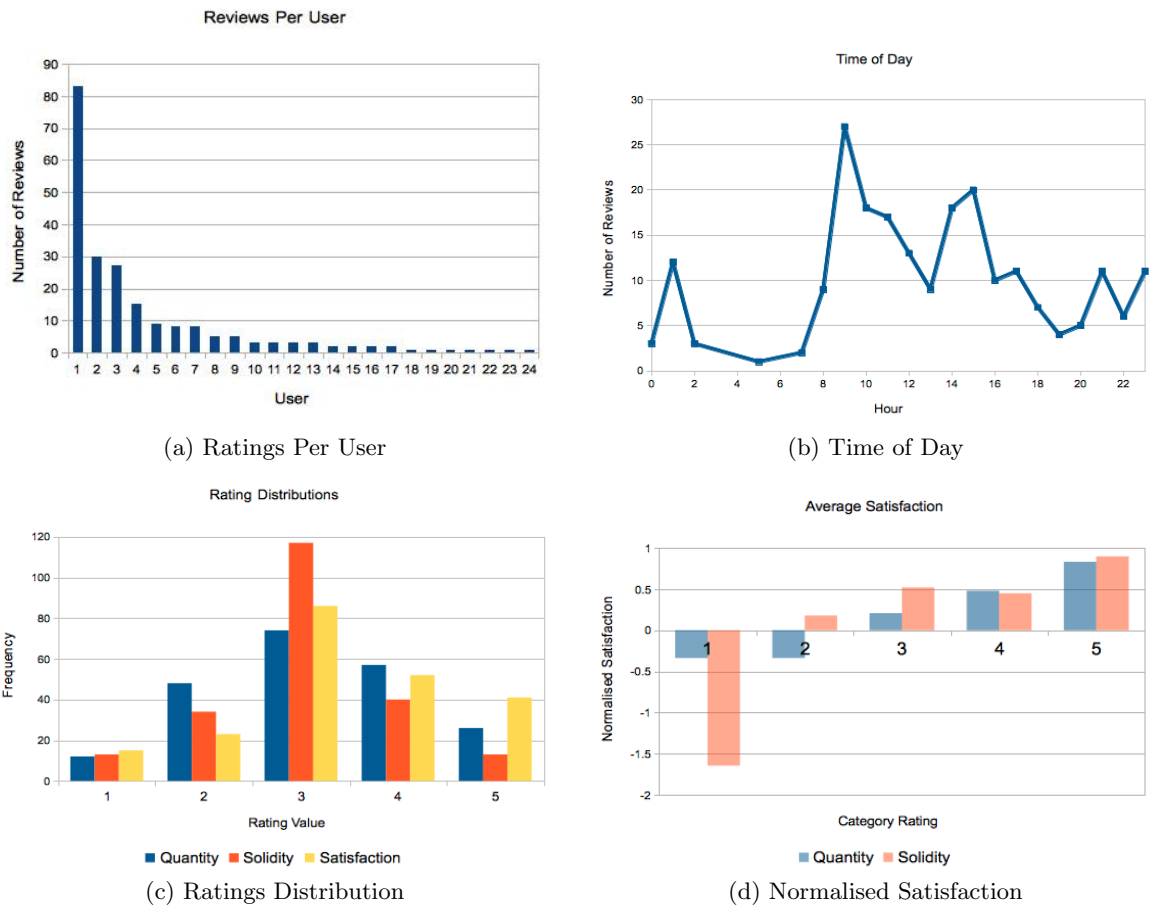 Reviews Per User
90
80
70
60
50
40
30
20
10
0
Number of Reviews
1 2 3 4 5 6 7 8 9 10 11 12 13 14 15 16 17 18 19 20 21 22 23 24
User
(a) Ratings Per User
Time of Day
30
25
20
15
10
5
0
Number of Reviews
0 2 4 5 6 8 10 12 14 16 18 20 22
Hour
(b) Time of Day
Rating Distributions
120
100
80
60
40
20
0
Frequency
1 2 3 4 5
Rating Value
Quantity Solidity Satisfaction
(c) Ratings Distribution
Average Satisfaction
1
0.5
0
-0.5
-1
-1.5
-2
Normalised Satisfaction
1 2 3 4 5
Category Rating
Quantity Solidity
(d) Normalised Satisfaction